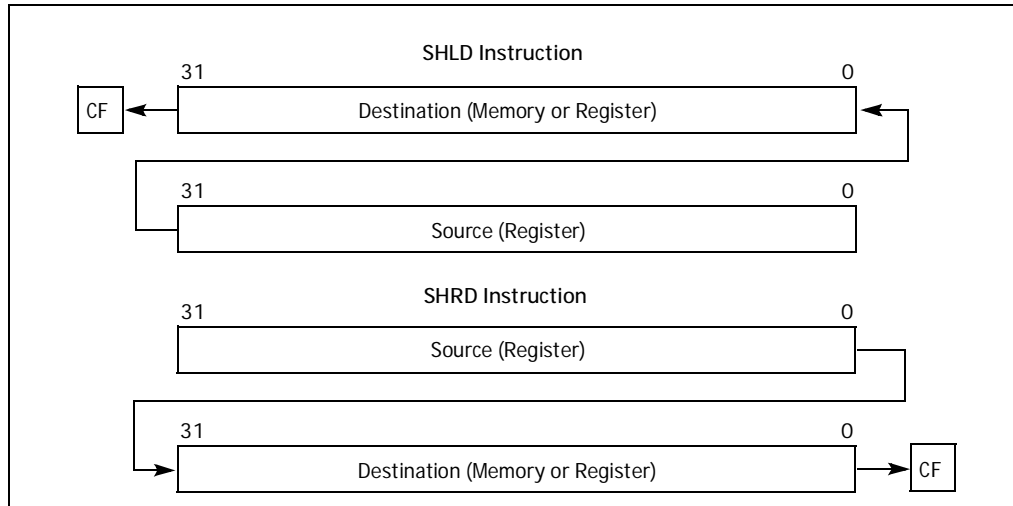 SHLD Instruction
31 0
CF Destination (Memory or Register)
31 0
Source (Register)
SHRD Instruction
31 0
Source (Register)
31 0
Destination (Memory or Register) CF